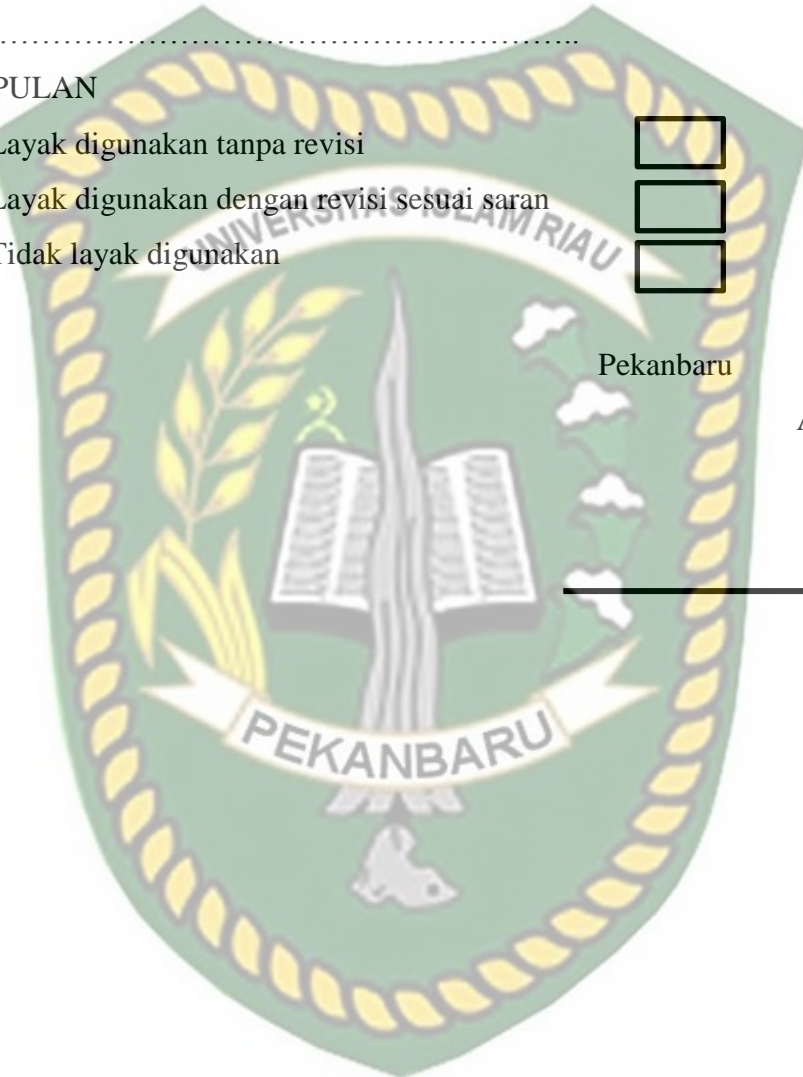 ……………………………………………………..
PULAN
Layak digunakan tanpa revisi
Layak digunakan dengan revisi sesuai saran
UNIVERSITAS ISLAM RIAU
Tidak layak digunakan
Pekanbaru
A
PEKANBARU